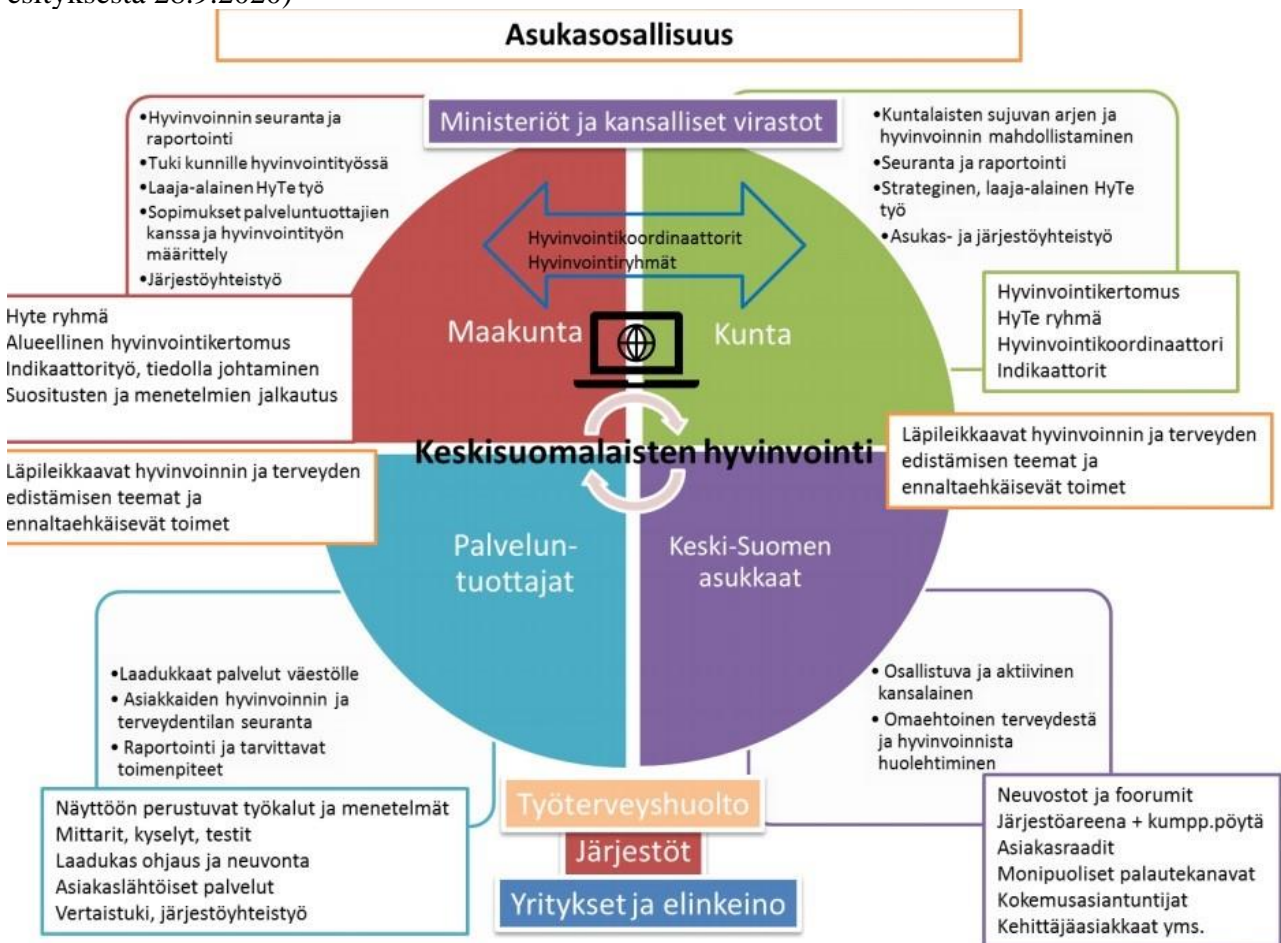 esityksestä 28.9.2020)
Asukasosallisuus
•Hyvinvoinnin seuranta ja
raportointi
•Tuki kunnille hyvinvointityössä
•Laaja-alainen HyTe työ
•Sopimukset palveluntuottajien
kanssa ja hyvinvointityön
määrittely
•Järjestöyhteistyö
Ministeriöt ja kansalliset virastot
•Kuntalaisten sujuvan arjen ja
hyvinvoinnin mahdollistaminen
•Seuranta ja raportointi
•Strateginen, laaja-alainen HyTe
työ
•Asukas- ja järjestöyhteistyö
Hyvinvointikoordinaattorit
Hyvinvointiryhmät
Hyte ryhmä
Alueellinen hyvinvointikertomus
Indikaattorityö, tiedolla johtaminen
Suositusten ja menetelmien jalkautus
Maakunta
Kunta
Hyvinvointikertomus
HyTe ryhmä
Hyvinvointikoordinaattori
Indikaattorit
Keskisuomalaisten hyvinvointi
Läpileikkaavat hyvinvoinnin ja terveyden
edistämisen teemat ja
ennaltaehkäisevät toimet
Läpileikkaavat hyvinvoinnin ja terveyden
edistämisen teemat ja
ennaltaehkäisevät toimet
Palvelun-
tuottajat
Keski-Suomen
asukkaat
•Laadukkaat palvelut väestölle
• Asiakkaiden hyvinvoinnin ja
terveydentilan seuranta
• Raportointi ja tarvittavat
toimenpiteet
• Osallistuva ja aktiivinen
kansalainen
• Omaehtoinen terveydestä
ja hyvinvoinnista
huolehtiminen
Näyttöön perustuvat työkalut ja menetelmät
Mittarit, kyselyt, testit
Laadukas ohjaus ja neuvonta
Asiakaslähtöiset palvelut
Vertaistuki, järjestöyhteistyö
Työterveyshuolto
Järjestöt
Yritykset ja elinkeino
Neuvostot ja foorumit
Järjestöareena + kumpp.pöytä
Asiakasraadit
Monipuoliset palautekanavat
Kokemusasiantuntijat
Kehittäjäasiakkaat yms.